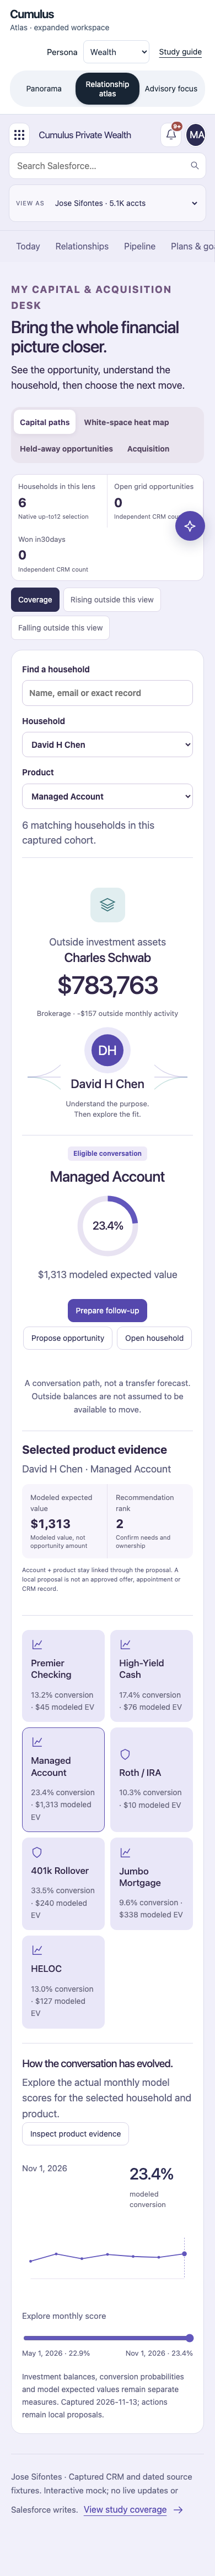 Cumulus
Atlas · expanded workspace
Persona Wealth Study guide
Panorama Relationship atlas Advisory focus
Cumulus Private Wealth 9+ MA
Search Salesforce...
VIEW AS Jose Sifontes · 5.1K accts
Today Relationships Pipeline Plans & goa
MY CAPITAL & ACQUISITION
DESK
Bring the whole financial
picture closer.
See the opportunity, understand the
household, then choose the next move.
Capital paths White-space heat map
Held-away opportunities Acquisition
Households in this lens
6
Native up-to12 selection
Open grid opportunities
0
Independent CRM
Won in30days
0
Independent CRM count
Coverage Rising outside this view
Falling outside this view
Find a household
Name, email or exact record
Household
David H Chen
Product
Managed Account
6 matching households in this
captured cohort.
Outside investment assets
Charles Schwab
$783,763
Brokerage · -$157 outside monthly activity
DH
David H Chen
Understand the purpose.
Then explore the fit.
Eligible conversation
Managed Account
23.4%
$1,313 modeled expected value
Prepare follow-up
Propose opportunity Open household
A conversation path, not a transfer forecast.
Outside balances are not assumed to be
available to move.
Selected product evidence
David H Chen · Managed Account
Modeled expected
value
$1,313
Modeled value, not
opportunity amount
Recommendation
rank
2
Confirm needs and
ownership
Account + product stay linked through the proposal. A
local proposal is not an approved offer, appointment or
CRM record.
Premier
Checking
13.2% conversion
· $45 modeled EV
High-Yield
Cash
17.4% conversion
· $76 modeled EV
Managed
Account
23.4% conversion
· $1,313 modeled
EV
Roth / IRA
10.3% conversion
· $10 modeled EV
401k Rollover
33.5% conversion
· $240 modeled
EV
Jumbo
Mortgage
9.6% conversion ·
$338 modeled EV
HELOC
13.0% conversion
· $127 modeled
EV
How the conversation has evolved.
Explore the actual monthly model
scores for the selected household and
product.
Inspect product evidence
Nov 1, 2026
23.4%
modeled
conversion
Explore monthly score
May 1, 2026 · 22.9% Nov 1, 2026 · 23.4%
Investment balances, conversion probabilities
and model expected values remain separate
measures. Captured 2026-11-13; actions
remain local proposals.
Jose Sifontes · Captured CRM and dated source
fixtures. Interactive mock; no live updates or
Salesforce writes. View study coverage →